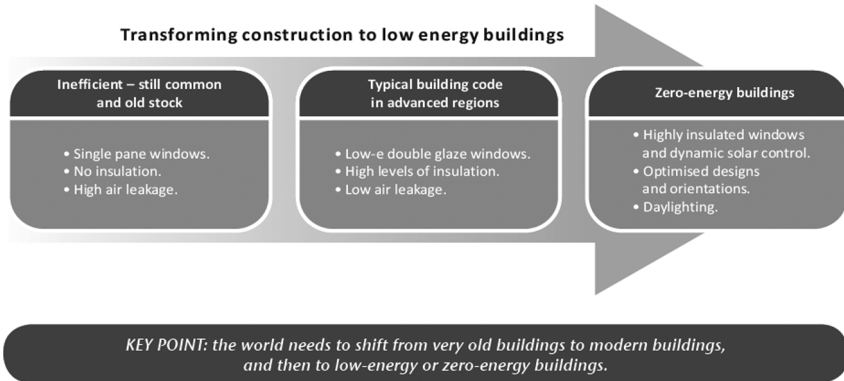 Transforming construction to low energy buildings
Inefficient – still common
and old stock
• Single pane windows.
• No insulation.
• High air leakage.
Typical building code
in advanced regions
• Low-e double glaze windows.
• High levels of insulation.
• Low air leakage.
Zero-energy buildings
• Highly insulated windows
and dynamic solar control.
• Optimised designs
and orientations.
• Daylighting.
KEY POINT: the world needs to shift from very old buildings to modern buildings,
and then to low-energy or zero-energy buildings.